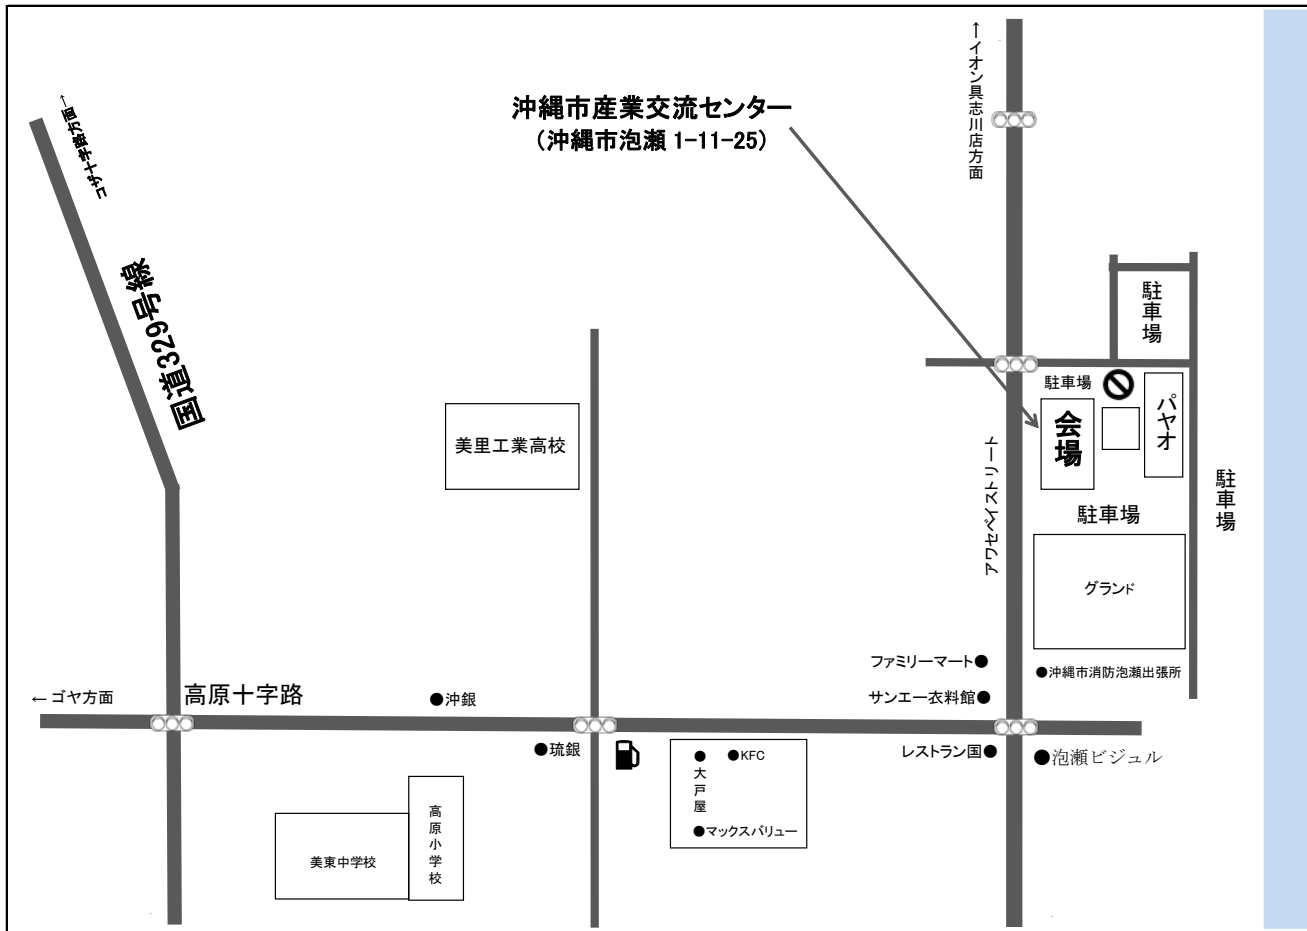 ←イオン具志川店方面
沖縄市産業交流センター
（沖縄市泡瀬 1-11-25）
コザ十字路方面→
国道329号線
駐車場
駐車場
会場
パヤオ
美里工業高校
アワセベイストリート
駐車場
駐車場
グランド
ファミリーマート●
●沖縄市消防泡瀬出張所
←ゴヤ方面
高原十字路
●沖銀
サンエー衣料館●
●琉銀
●大戸屋
●KFC
レストラン国●
●泡瀬ビジュル
●マックスバリュー
高原小学校
美東中学校